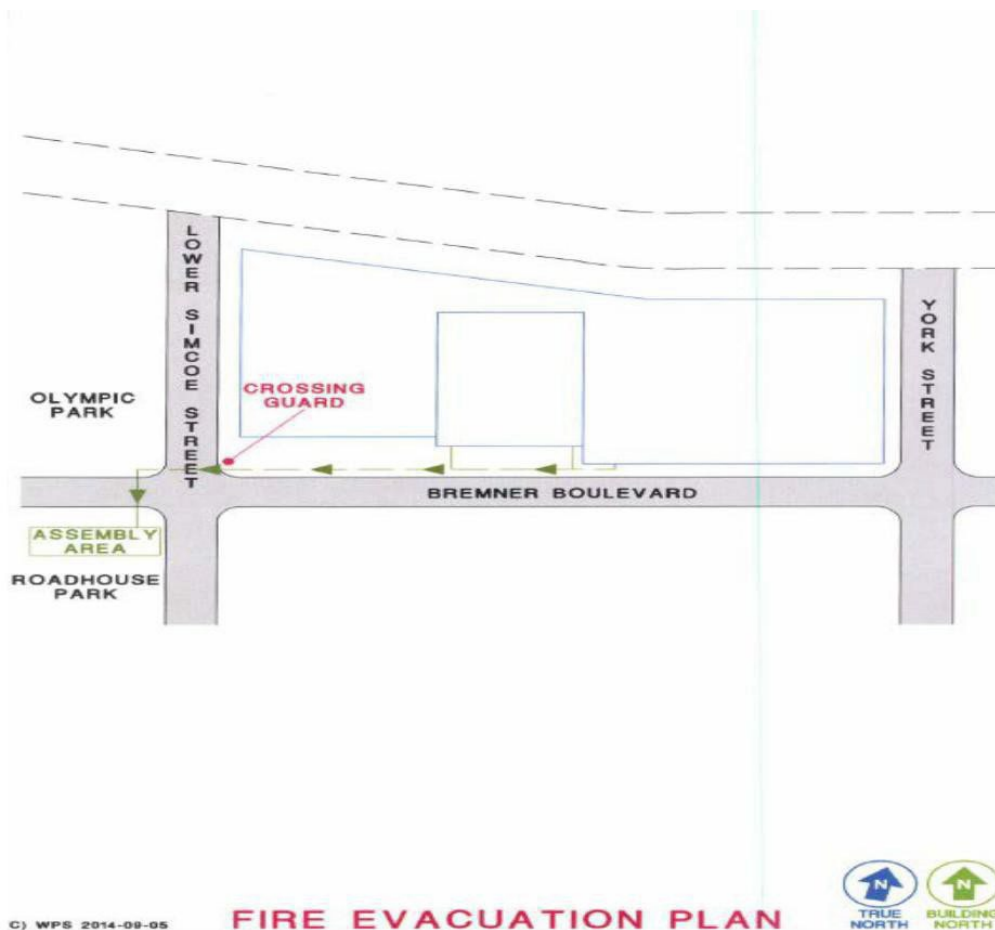 LOWER SIMCOE STREET
YORK STREET
CROSSING
GUARD
OLYMPIC
PARK
BREMNER BOULEVARD
ASSEMBLY
AREA
ROADHOUSE
PARK
N
N
TRUE
NORTH
BUILDING
NORTH
C) WPS 2014-09-05
FIRE EVACUATION PLAN